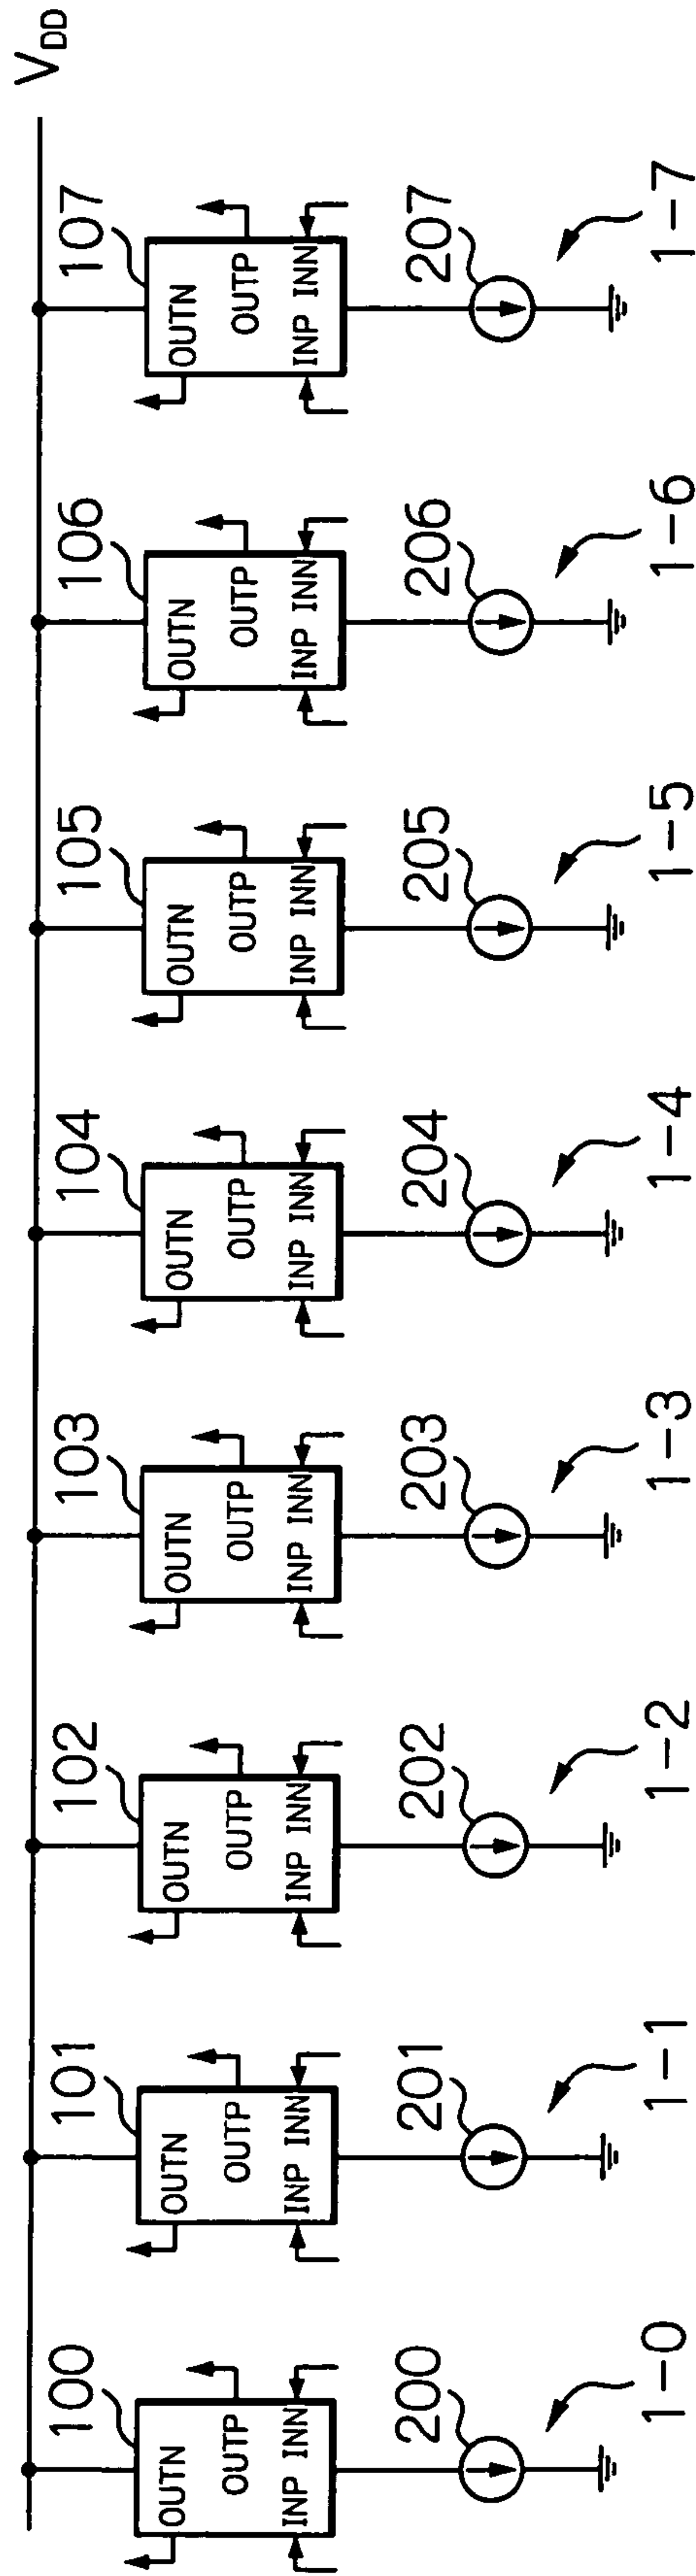 V_DD
100 101 102 103 104 105 106 107
OUTN OUTN OUTN OUTN OUTN OUTN OUTN OUTN
OUTP OUTP OUTP OUTP OUTP OUTP OUTP OUTP
INP INN INP INN INP INN INP INN INP INN INP INN INP INN INP INN
200 201 202 203 204 205 206 207
1-0 1-1 1-2 1-3 1-4 1-5 1-6 1-7